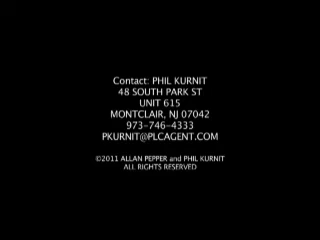 Contact: PHIL KURNIT
48 SOUTH PARK ST
UNIT 615
MONTCLAIR, NJ 07042
973-746-4333
PKURNIT@PLCAGENT.COM
©2011 ALLAN PEPPER and PHIL KURNIT
ALL RIGHTS RESERVED